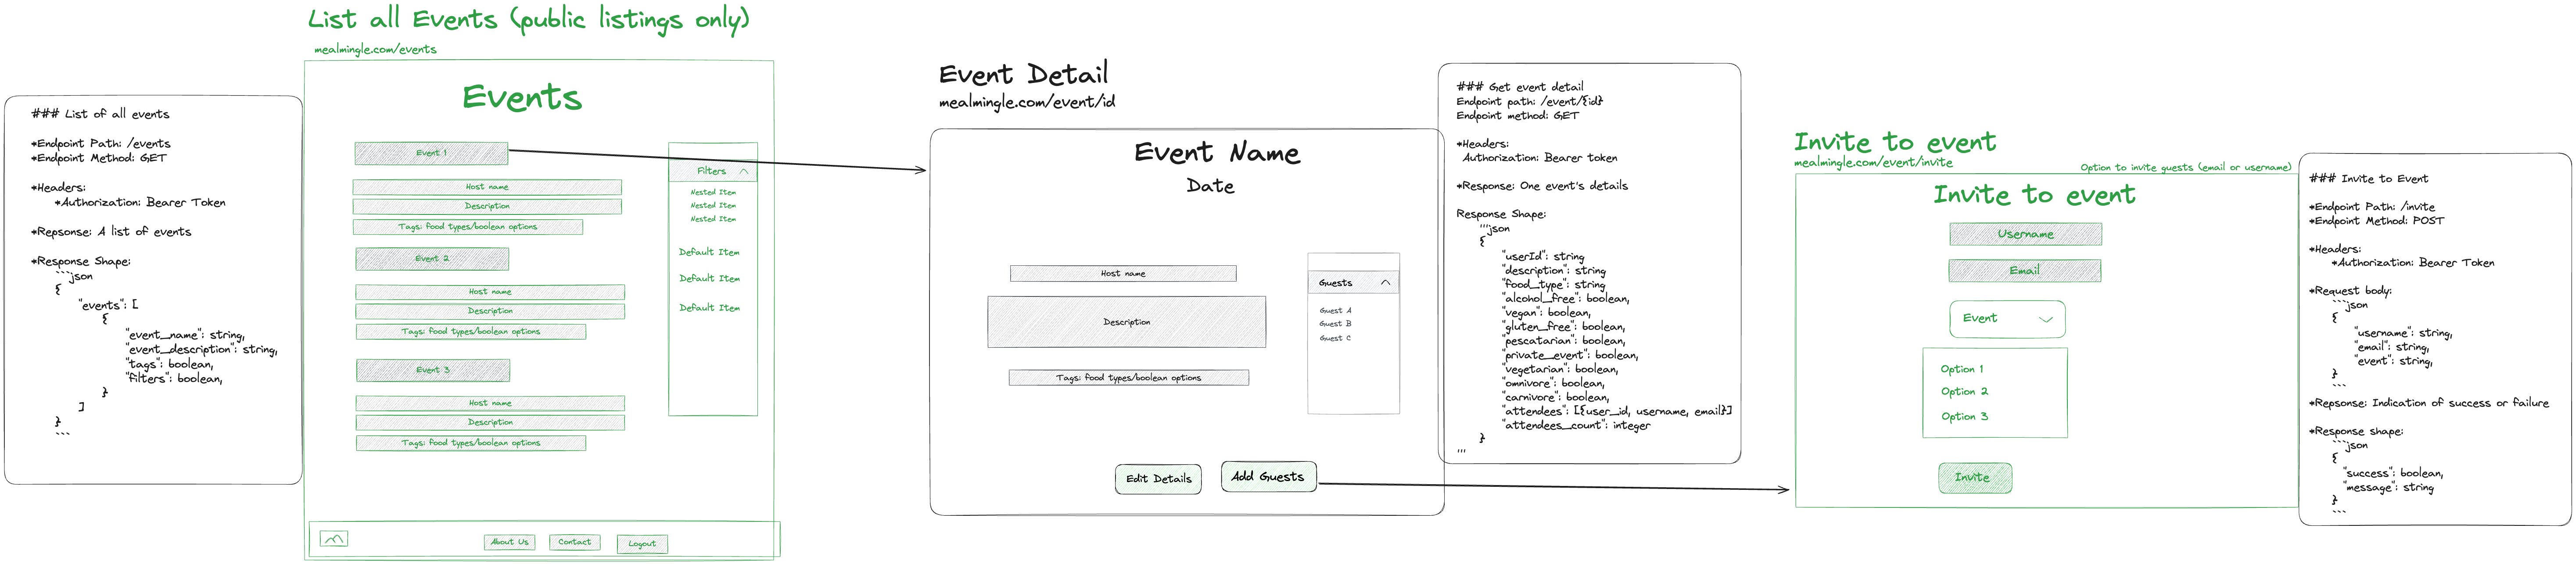 List all Events (public listings only)
mealmingle.com/events
### List of all events
*Endpoint Path: /events
*Endpoint Method: GET
*Headers:
*Authorization: Bearer Token
*Repsonse: A list of events
*Response Shape:
```json
{
"events": [
{
"event_name": string,
"event_description": string,
"tags": boolean,
"filters": boolean,
}
]
}
```
Events
Event 1
Host name
Description
Tags: food types/boolean options
Event 2
Host name
Description
Tags: food types/boolean options
Event 3
Host name
Description
Tags: food types/boolean options
Filters
Nested Item
Nested Item
Nested Item
Default Item
Default Item
Default Item
About Us
Contact
Logout
Event Detail
mealmingle.com/event/id
Event Name
Date
Host name
Description
Tags: food types/boolean options
Guests
Guest A
Guest B
Guest C
Edit Details
Add Guests
### Get event detail
Endpoint path: /event/{id}
Endpoint method: GET
*Headers:
Authorization: Bearer token
*Response: One event's details
Response Shape:
'''json
{
"userId": string
"description": string
"food_type": string
"alcohol_free": boolean,
"vegan": boolean,
"gluten_free": boolean,
"pescatarian": boolean,
"private_event": boolean,
"vegetarian": boolean,
"omnivore": boolean,
"carnivore": boolean,
"attendees": [{user_id, username, email}]
"attendees_count": integer
}
'''
Invite to event
mealmingle.com/event/invite
Option to invite guests (email or username)
Invite to event
Username
Email
Event
Option 1
Option 2
Option 3
Invite
### Invite to Event
*Endpoint Path: /invite
*Endpoint Method: POST
*Headers:
*Authorization: Bearer Token
*Request body:
```json
{
"username": string,
"email": string,
"event": string,
}
```
*Repsonse: Indication of success or failure
*Response shape:
```json
{
"success": boolean,
"message": string
}
```